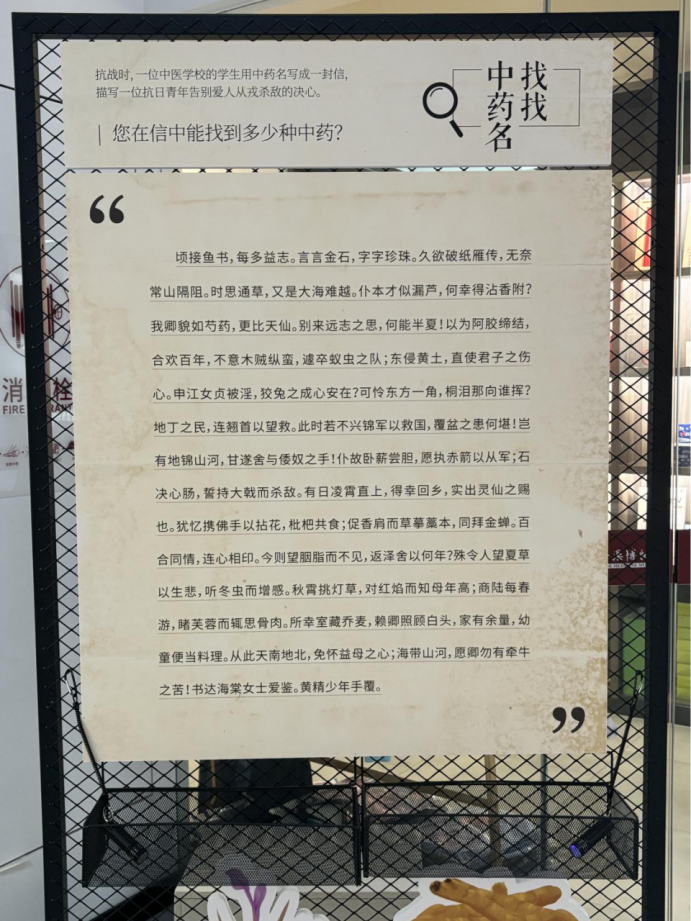 抗战时,一位中医学校的学生用中药名写成一封信,
描写一位抗日青年告别爱人从戎杀敌的决心。
您在信中能找到多少种中药?
找找
中药名
“
顷接鱼书,每多益志。言言金石,字字珍珠。久欲破纸雁传,无奈
常山隔阻。时思通草,又是大海难越。仆本才似漏芦,何幸得沾香附?
我卿貌如芍药,更比天仙。别来远志之思,何能半夏!以为阿胶缔结,
合欢百年,不意木贼纵蛮,遽卒蚁虫之队;东侵黄土,直使君子之伤
心。申江女贞被淫,狡兔之成心安在?可怜东方一角,桐泪那向谁挥?
地丁之民,连翘首以望救。此时若不兴锦军以救国,覆盆之患何堪!岂
有地锦山河,甘遂舍与倭奴之手!仆故卧薪尝胆,愿执赤箭以从军;石
决心肠,誓持大戟而杀敌。有日凌霄直上,得幸回乡,实出灵仙之赐
也。犹忆携佛手以拈花,枇杷共食;促香肩而草摹藁本,同拜金蝉。百
合同情,连心相印。今则望胭脂而不见,返泽舍以何年?殊令人望夏草
以生悲,听冬虫而增感。秋霄挑灯草,对红焰而知母年高;商陆每春
游,睹芙蓉而辄思骨肉。所幸室藏荞麦,赖卿照顾白头,家有余量,幼
童便当料理。从此天南地北,免怀益母之心;海带山河,愿卿勿有牵牛
之苦!书达海棠女士爱鉴。黄精少年手覆。
”
消
栓
FIRE